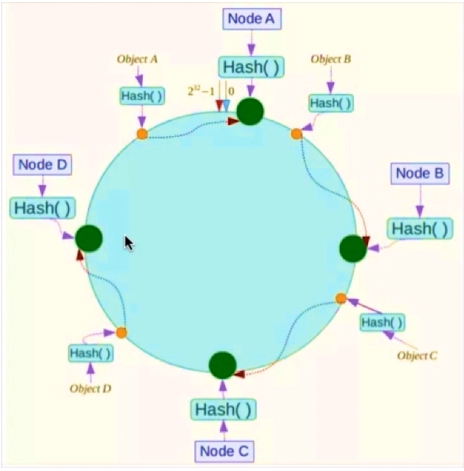 Node A
Object A
Hash( )
Object B
Hash( )
2³²−1
0
Hash( )
Node D
Hash( )
Node B
Hash( )
Hash( )
Object C
Hash( )
Object D
Hash( )
Node C